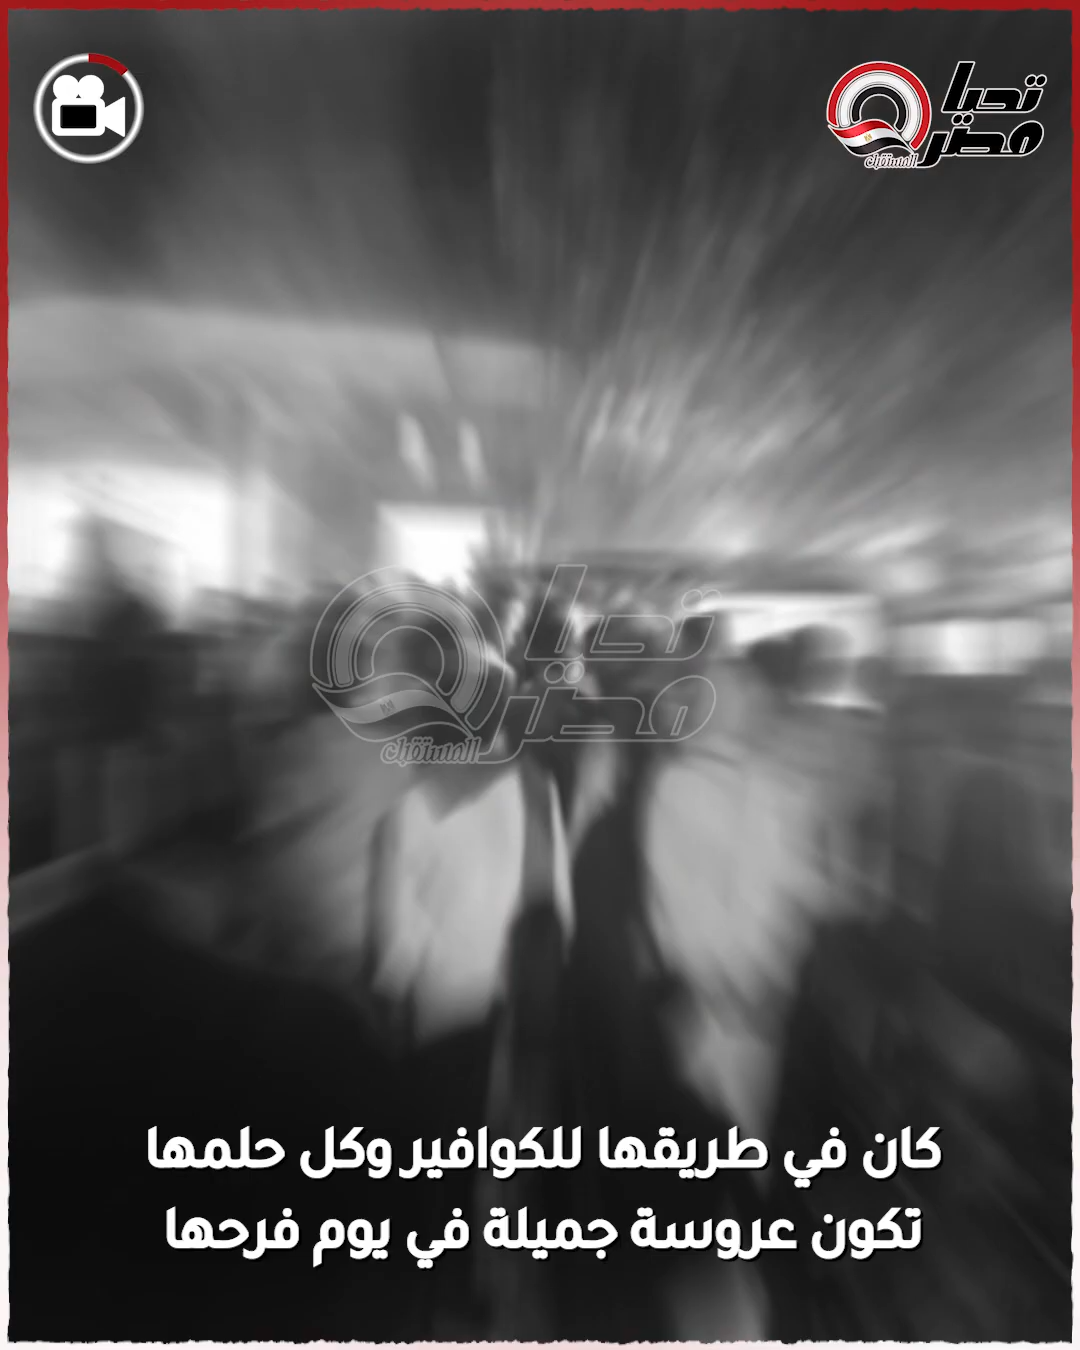 تحيا
مصر
المستقبل
تحيا
مصر
المستقبل
كان في طريقها للكوافير وكل حلمها
تكون عروسة جميلة في يوم فرحها